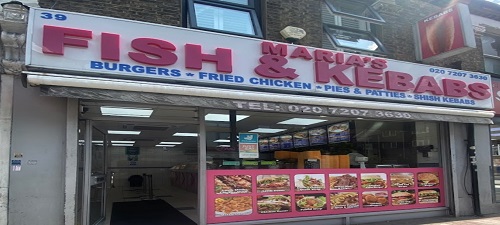 39
MARIA'S
FISH & KEBABS
BURGERS * FRIED CHICKEN * PIES & PATTIES * SHISH KEBABS
020 7207 3630
TEL: 020 7207 3630